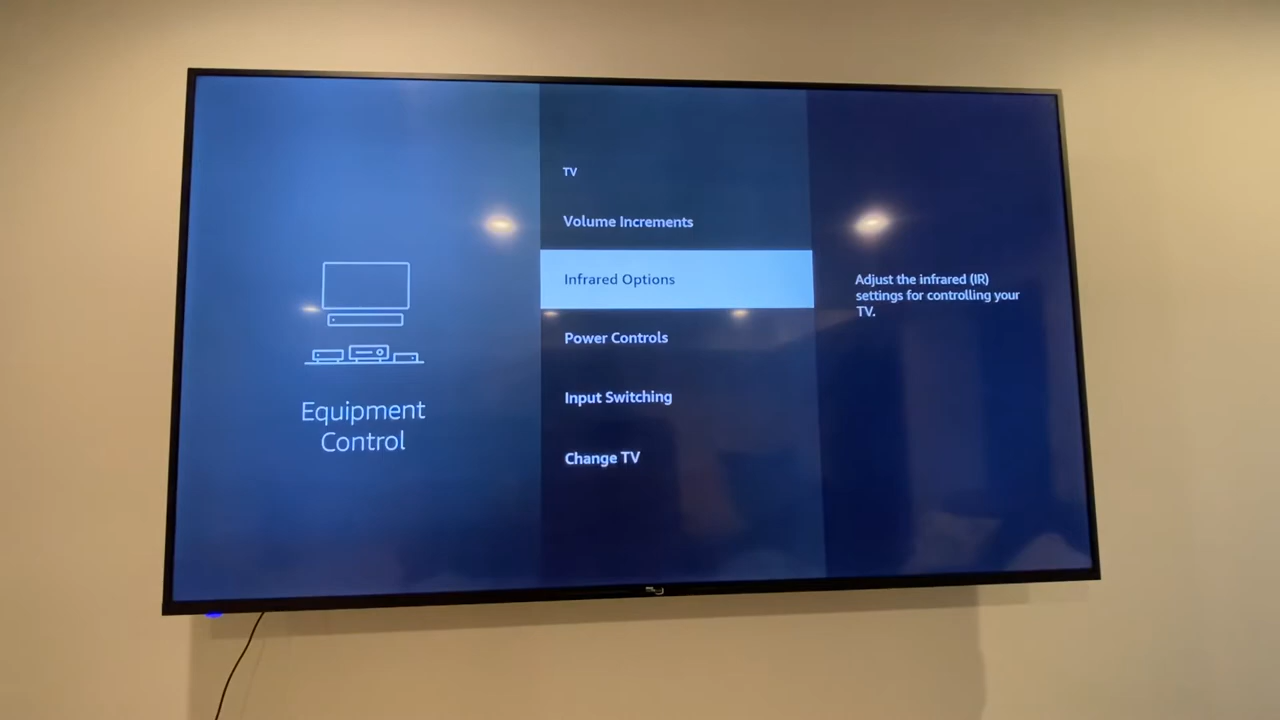 Equipment
Control
TV
Volume Increments
Infrared Options
Power Controls
Input Switching
Change TV
Adjust the infrared (IR)
settings for controlling your
TV.